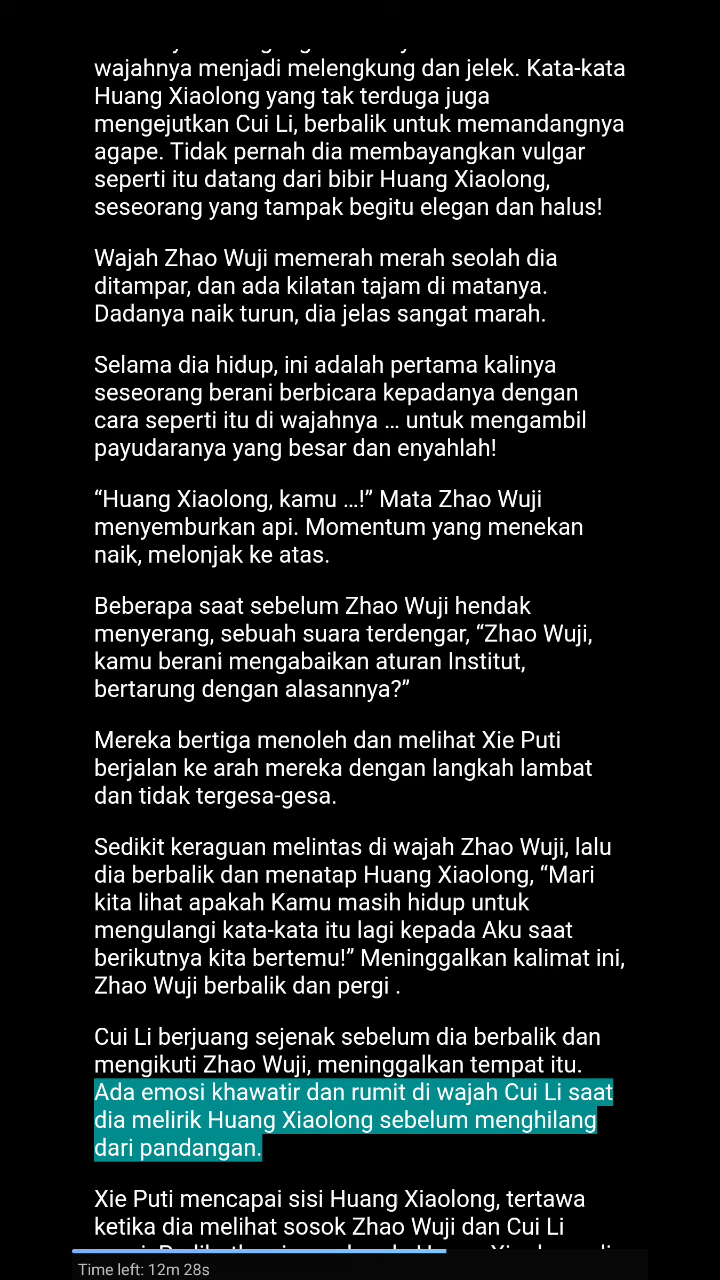 wajahnya menjadi melengkung dan jelek. Kata-kata
Huang Xiaolong yang tak terduga juga
mengejutkan Cui Li, berbalik untuk memandangnya
agape. Tidak pernah dia membayangkan vulgar
seperti itu datang dari bibir Huang Xiaolong,
seseorang yang tampak begitu elegan dan halus!
Wajah Zhao Wuji memerah merah seolah dia
ditampar, dan ada kilatan tajam di matanya.
Dadanya naik turun, dia jelas sangat marah.
Selama dia hidup, ini adalah pertama kalinya
seseorang berani berbicara kepadanya dengan
cara seperti itu di wajahnya … untuk mengambil
payudaranya yang besar dan enyahlah!
“Huang Xiaolong, kamu …!” Mata Zhao Wuji
menyemburkan api. Momentum yang menekan
naik, melonjak ke atas.
Beberapa saat sebelum Zhao Wuji hendak
menyerang, sebuah suara terdengar, “Zhao Wuji,
kamu berani mengabaikan aturan Institut,
bertarung dengan alasannya?”
Mereka bertiga menoleh dan melihat Xie Puti
berjalan ke arah mereka dengan langkah lambat
dan tidak tergesa-gesa.
Sedikit keraguan melintas di wajah Zhao Wuji, lalu
dia berbalik dan menatap Huang Xiaolong, “Mari
kita lihat apakah Kamu masih hidup untuk
mengulangi kata-kata itu lagi kepada Aku saat
berikutnya kita bertemu!” Meninggalkan kalimat ini,
Zhao Wuji berbalik dan pergi .
Cui Li berjuang sejenak sebelum dia berbalik dan
mengikuti Zhao Wuji, meninggalkan tempat itu.
Ada emosi khawatir dan rumit di wajah Cui Li saat
dia melirik Huang Xiaolong sebelum menghilang
dari pandangan.
Xie Puti mencapai sisi Huang Xiaolong, tertawa
ketika dia melihat sosok Zhao Wuji dan Cui Li
Time left: 12m 28s